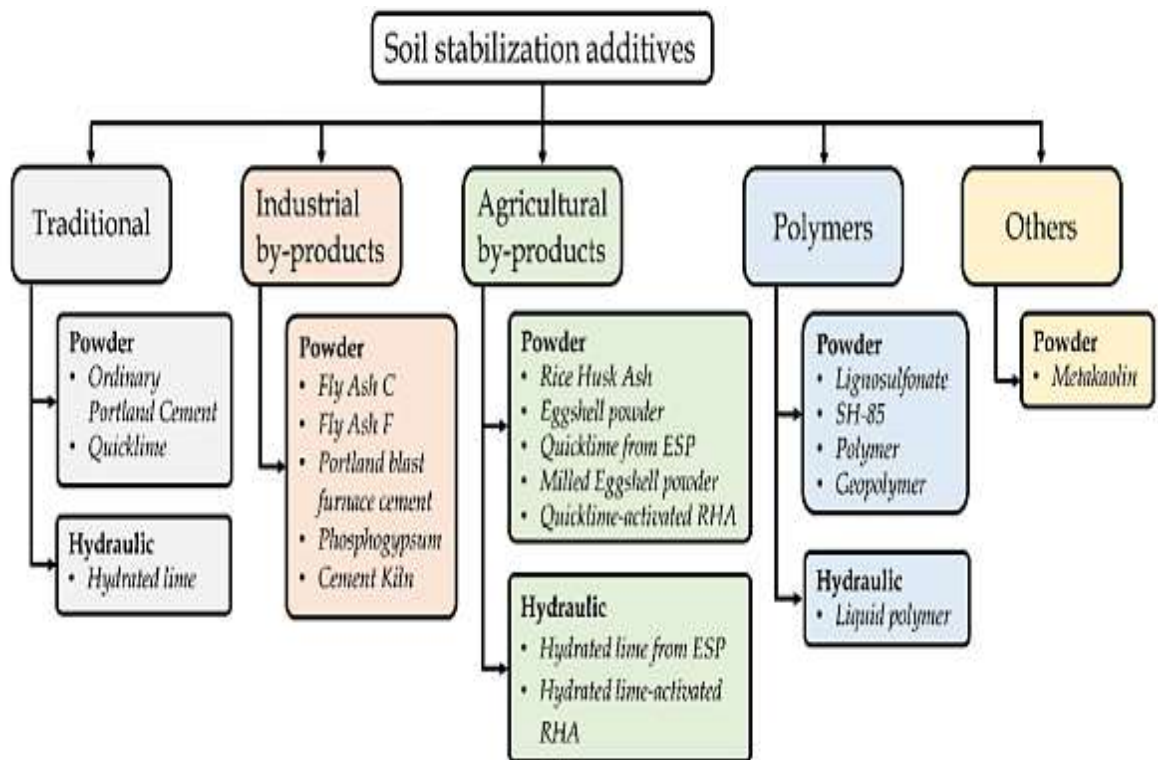 Soil stabilization additives
Traditional
Industrial
by-products
Agricultural
by-products
Polymers
Others
Powder
• Ordinary
Portland Cement
• Quicklime
Hydraulic
• Hydrated lime
Powder
• Fly Ash C
• Fly Ash F
• Portland blast
furnace cement
• Phosphogypsum
• Cement Kiln
Powder
• Rice Husk Ash
• Eggshell powder
• Quicklime from ESP
• Milled Eggshell powder
• Quicklime-activated RHA
Hydraulic
• Hydrated lime from ESP
• Hydrated lime-activated
RHA
Powder
• Lignosulfonate
• SH-85
• Polymer
• Geopolymer
Hydraulic
• Liquid polymer
Powder
• Metakaolin